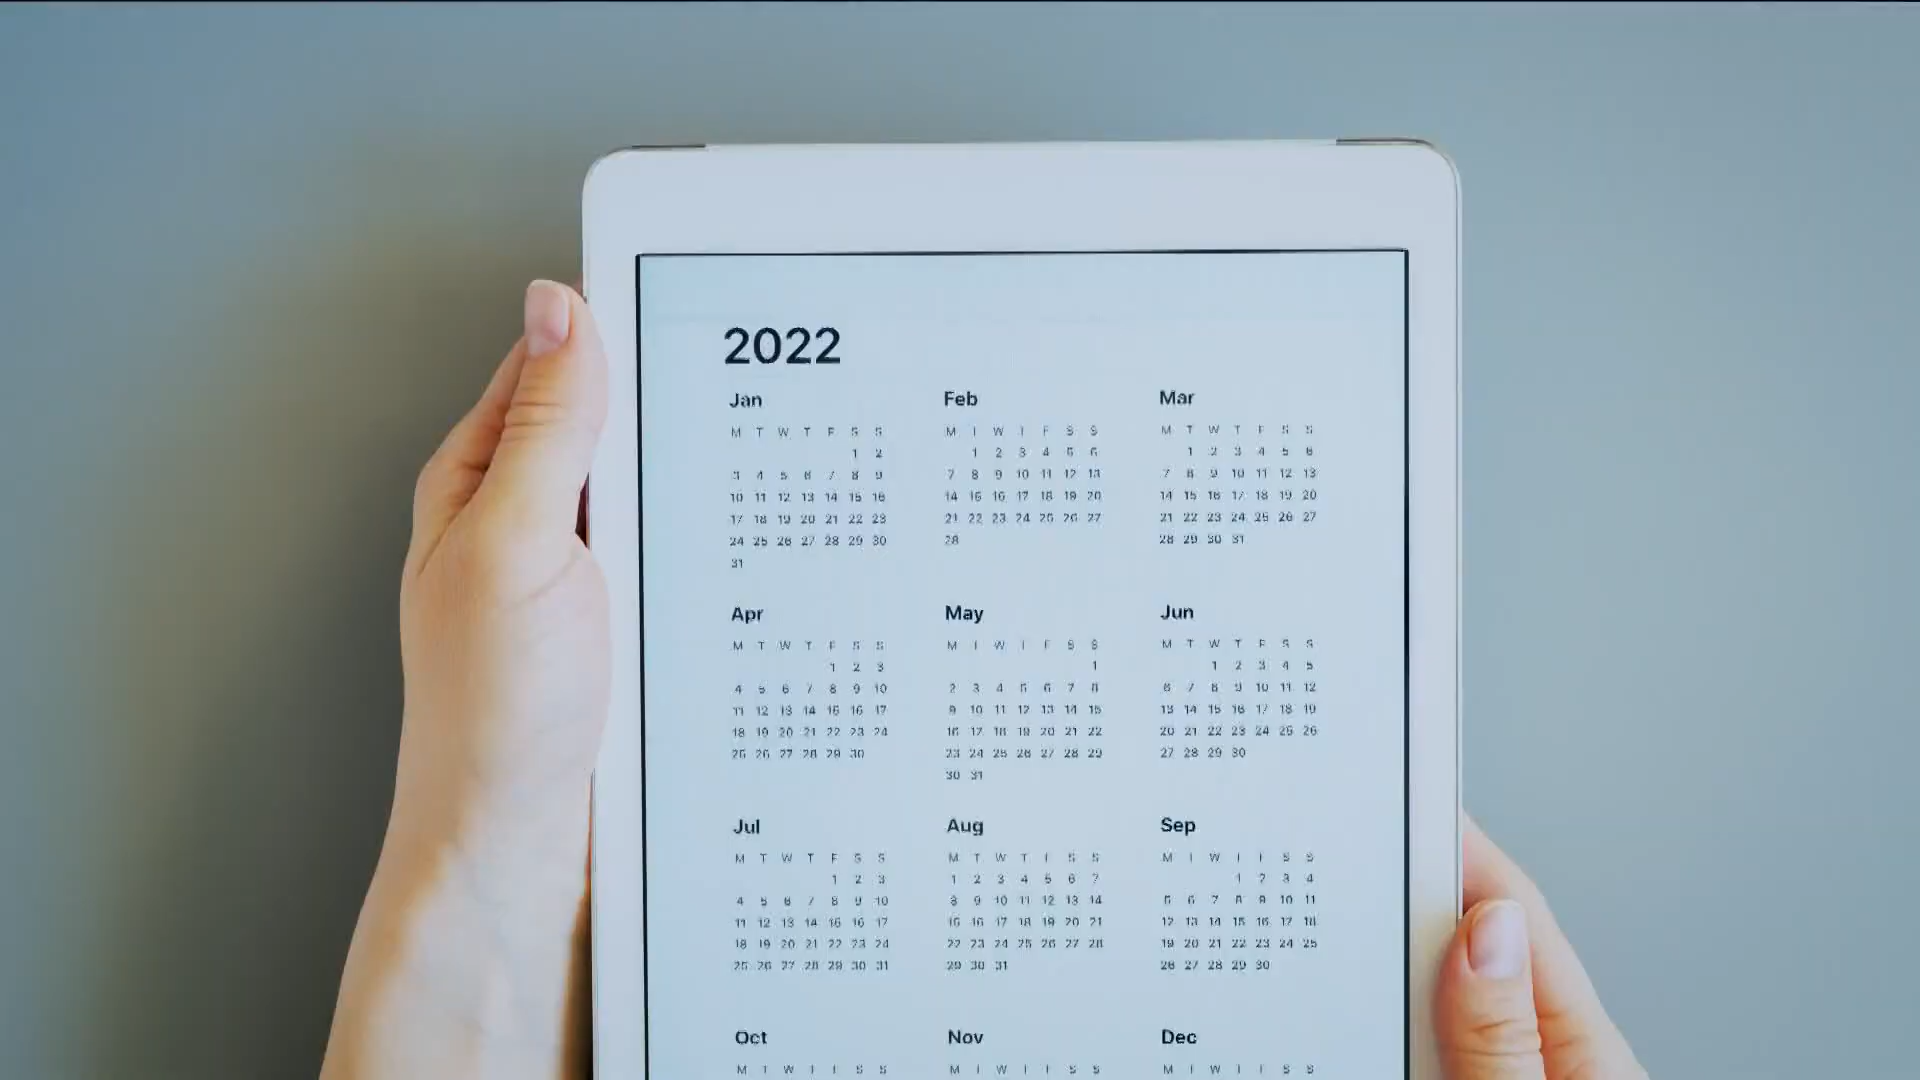 2022
Jan Feb Mar
M T W T F S S M T W T F S S M T W T F S S
1 2 1 2 3 4 5 6 1 2 3 4 5 6
3 4 5 6 7 8 9 7 8 9 10 11 12 13 7 8 9 10 11 12 13
10 11 12 13 14 15 16 14 15 16 17 18 19 20 14 15 16 17 18 19 20
17 18 19 20 21 22 23 21 22 23 24 25 26 27 21 22 23 24 25 26 27
24 25 26 27 28 29 30 28 28 29 30 31
31
Apr May Jun
M T W T F S S M T W T F S S M T W T F S S
1 2 3 1 1 2 3 4 5
4 5 6 7 8 9 10 2 3 4 5 6 7 8 6 7 8 9 10 11 12
11 12 13 14 15 16 17 9 10 11 12 13 14 15 13 14 15 16 17 18 19
18 19 20 21 22 23 24 16 17 18 19 20 21 22 20 21 22 23 24 25 26
25 26 27 28 29 30 23 24 25 26 27 28 29 27 28 29 30
30 31
Jul Aug Sep
M T W T F S S M T W T F S S M T W T F S S
1 2 3 1 2 3 4 5 6 7 1 2 3 4
4 5 6 7 8 9 10 8 9 10 11 12 13 14 5 6 7 8 9 10 11
11 12 13 14 15 16 17 15 16 17 18 19 20 21 12 13 14 15 16 17 18
18 19 20 21 22 23 24 22 23 24 25 26 27 28 19 20 21 22 23 24 25
25 26 27 28 29 30 31 29 30 31 26 27 28 29 30
Oct Nov Dec
M T W T F S S M T W T F S S M T W T F S S